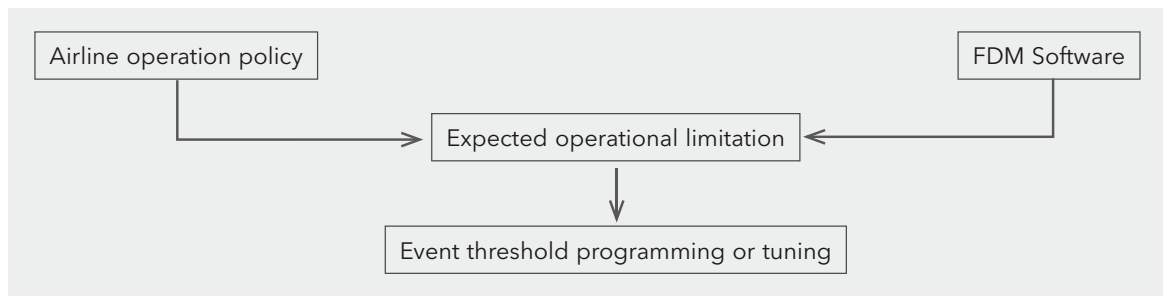 Airline operation policy
FDM Software
Expected operational limitation
Event threshold programming or tuning